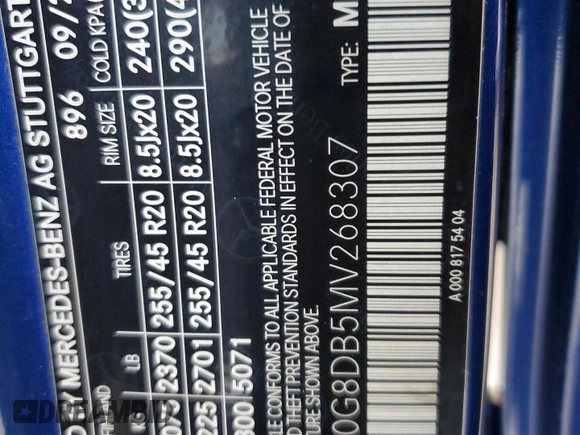 MERCEDES-BENZ AG STUTTGART
896 09/
LB TIRES RIM SIZE COLD KPA
2370 255/45 R20 8.5Jx20 240(3
225 2701 255/45 R20 8.5Jx20 290(4
5071
CONFORMS TO ALL APPLICABLE FEDERAL MOTOR VEHICLE
THEFT PREVENTION STANDARDS IN EFFECT ON THE DATE OF
ABOVE.
0G8DB5MV268307 TYPE: M
A 000 817 54 04
AUTOBIDCAR